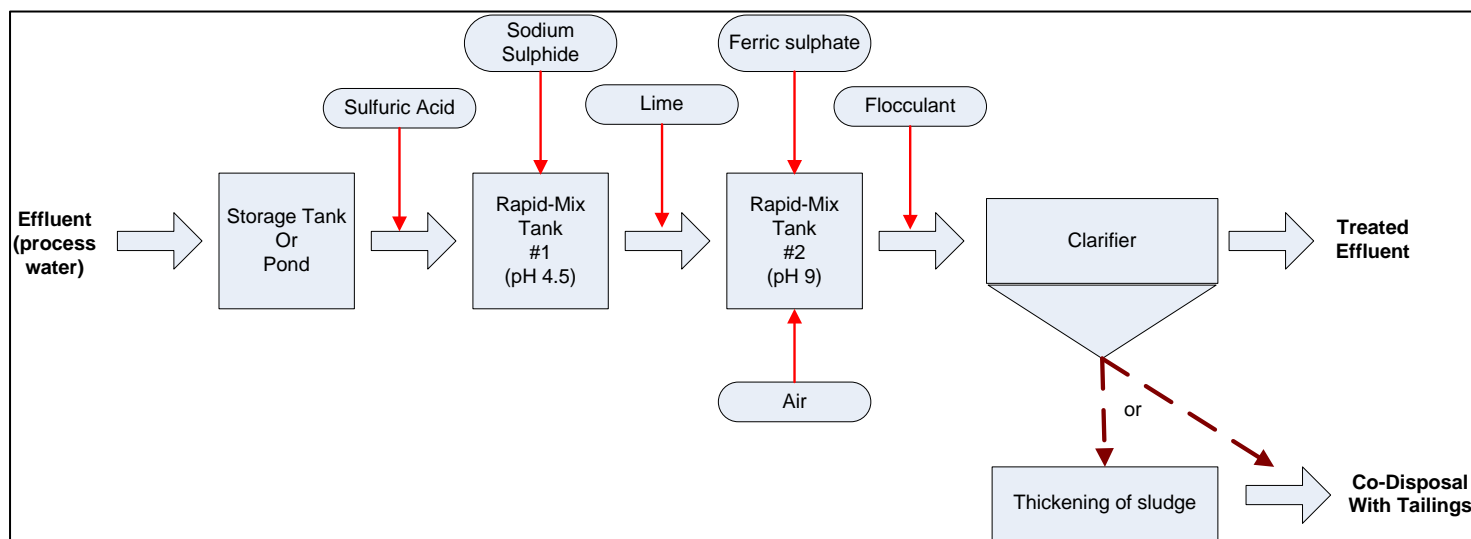 Sodium
Sulphide
Ferric sulphate
Sulfuric Acid
Lime
Flocculant
Effluent
(process
water)
Storage Tank
Or
Pond
Rapid-Mix
Tank
#1
(pH 4.5)
Rapid-Mix
Tank
#2
(pH 9)
Clarifier
Treated
Effluent
Air
or
Thickening of sludge
Co-Disposal
With Tailings